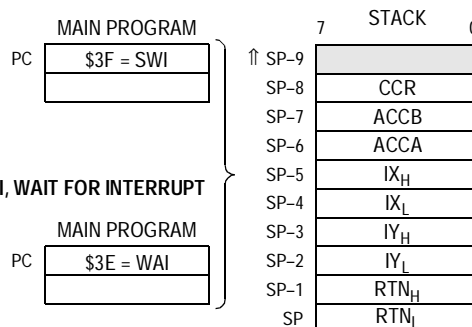 MAIN PROGRAM
PC $3F = SWI
I, WAIT FOR INTERRUPT
MAIN PROGRAM
PC $3E = WAI
7 STACK 0
⇑ SP–9
SP–8 CCR
SP–7 ACCB
SP–6 ACCA
SP–5 IXH
SP–4 IXL
SP–3 IYH
SP–2 IYL
SP–1 RTNH
SP RTNL